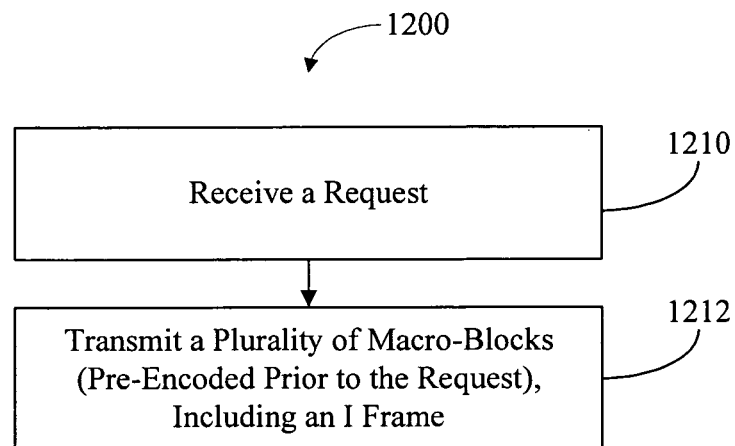 1200
1210
Receive a Request
1212
Transmit a Plurality of Macro-Blocks
(Pre-Encoded Prior to the Request),
Including an I Frame